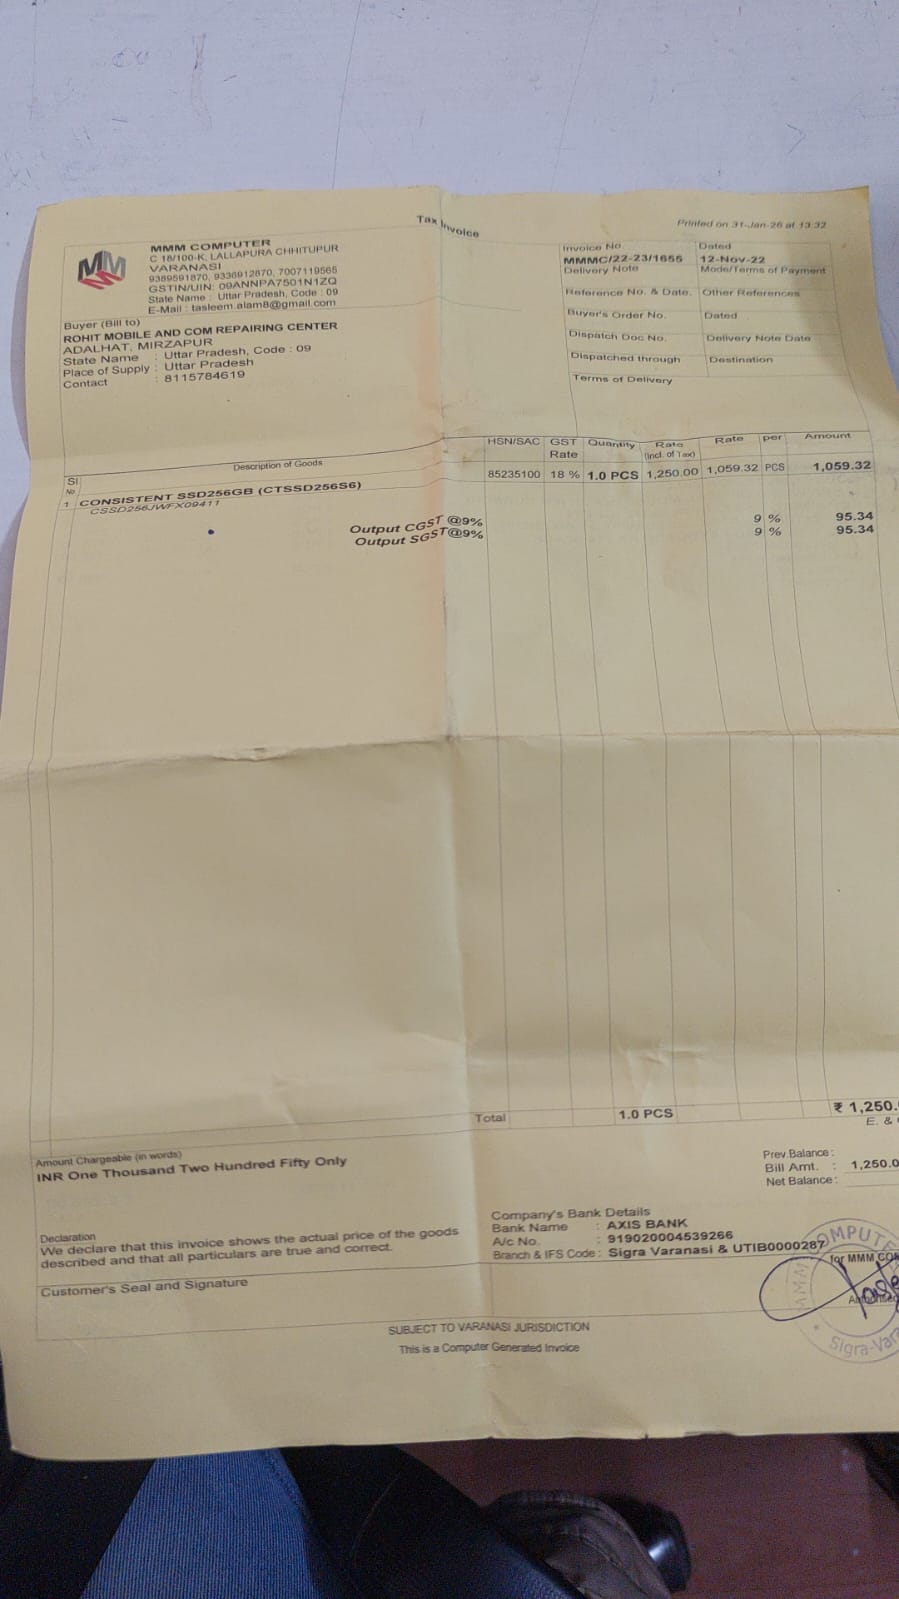 Tax Invoice
Printed on 31-Jan-26 at 13:32
MMM COMPUTER
C 18/100-K, LALLAPURA CHHITUPUR
VARANASI
9389591870, 9336912870, 7007119565
GSTIN/UIN: 09ANNPA7501N1ZQ
State Name : Uttar Pradesh, Code : 09
E-Mail : tasleem.alam8@gmail.com
Buyer (Bill to)
ROHIT MOBILE AND COM REPAIRING CENTER
ADALHAT, MIRZAPUR
State Name : Uttar Pradesh, Code : 09
Place of Supply : Uttar Pradesh
Contact : 8115784619
Invoice No. Dated
MMMC/22-23/1655 12-Nov-22
Delivery Note Mode/Terms of Payment
Reference No. & Date. Other References
Buyer's Order No. Dated
Dispatch Doc No. Delivery Note Date
Dispatched through Destination
Terms of Delivery
Sl No Description of Goods HSN/SAC GST Rate Quantity Rate (Incl. of Tax) Rate per Amount
1 CONSISTENT SSD256GB (CTSSD256S6) 85235100 18 % 1.0 PCS 1,250.00 1,059.32 PCS 1,059.32
CSSD256JWFX09411
Output CGST @9% 9 % 95.34
Output SGST @9% 9 % 95.34
Total 1.0 PCS ₹ 1,250.
E. &
Amount Chargeable (in words)
INR One Thousand Two Hundred Fifty Only
Prev.Balance :
Bill Amt. : 1,250.0
Net Balance :
Declaration
We declare that this invoice shows the actual price of the goods
described and that all particulars are true and correct.
Company's Bank Details
Bank Name : AXIS BANK
A/c No. : 919020004539266
Branch & IFS Code : Sigra Varanasi & UTIB0000287
for MMM COM
Authorised
Customer's Seal and Signature
MMM COMPUTE
Sigra-Vara
SUBJECT TO VARANASI JURISDICTION
This is a Computer Generated Invoice